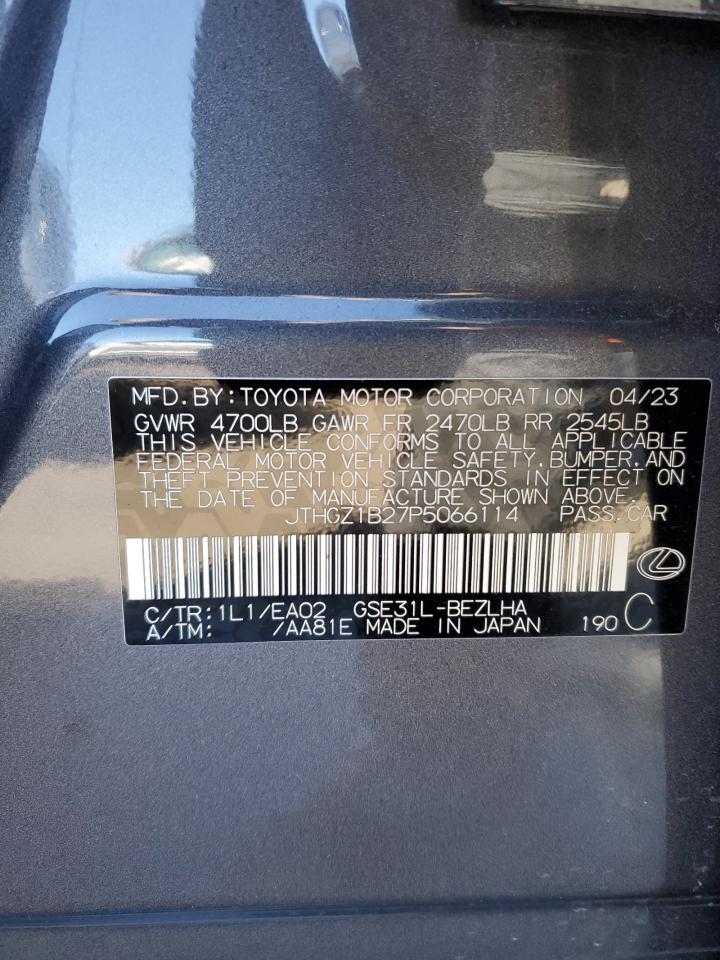 MFD.BY:TOYOTA MOTOR CORPORATION 04/23
GVWR 4700LB GAWR FR 2470LB RR 2545LB
THIS VEHICLE CONFORMS TO ALL APPLICABLE
FEDERAL MOTOR VEHICLE SAFETY,BUMPER,AND
THEFT PREVENTION STANDARDS IN EFFECT ON
THE DATE OF MANUFACTURE SHOWN ABOVE.
JTHGZ1B27P5066114 PASS.CAR
C/TR:1L1/EA02 GSE31L-BEZLHA
A/TM: /AA81E MADE IN JAPAN 190 C